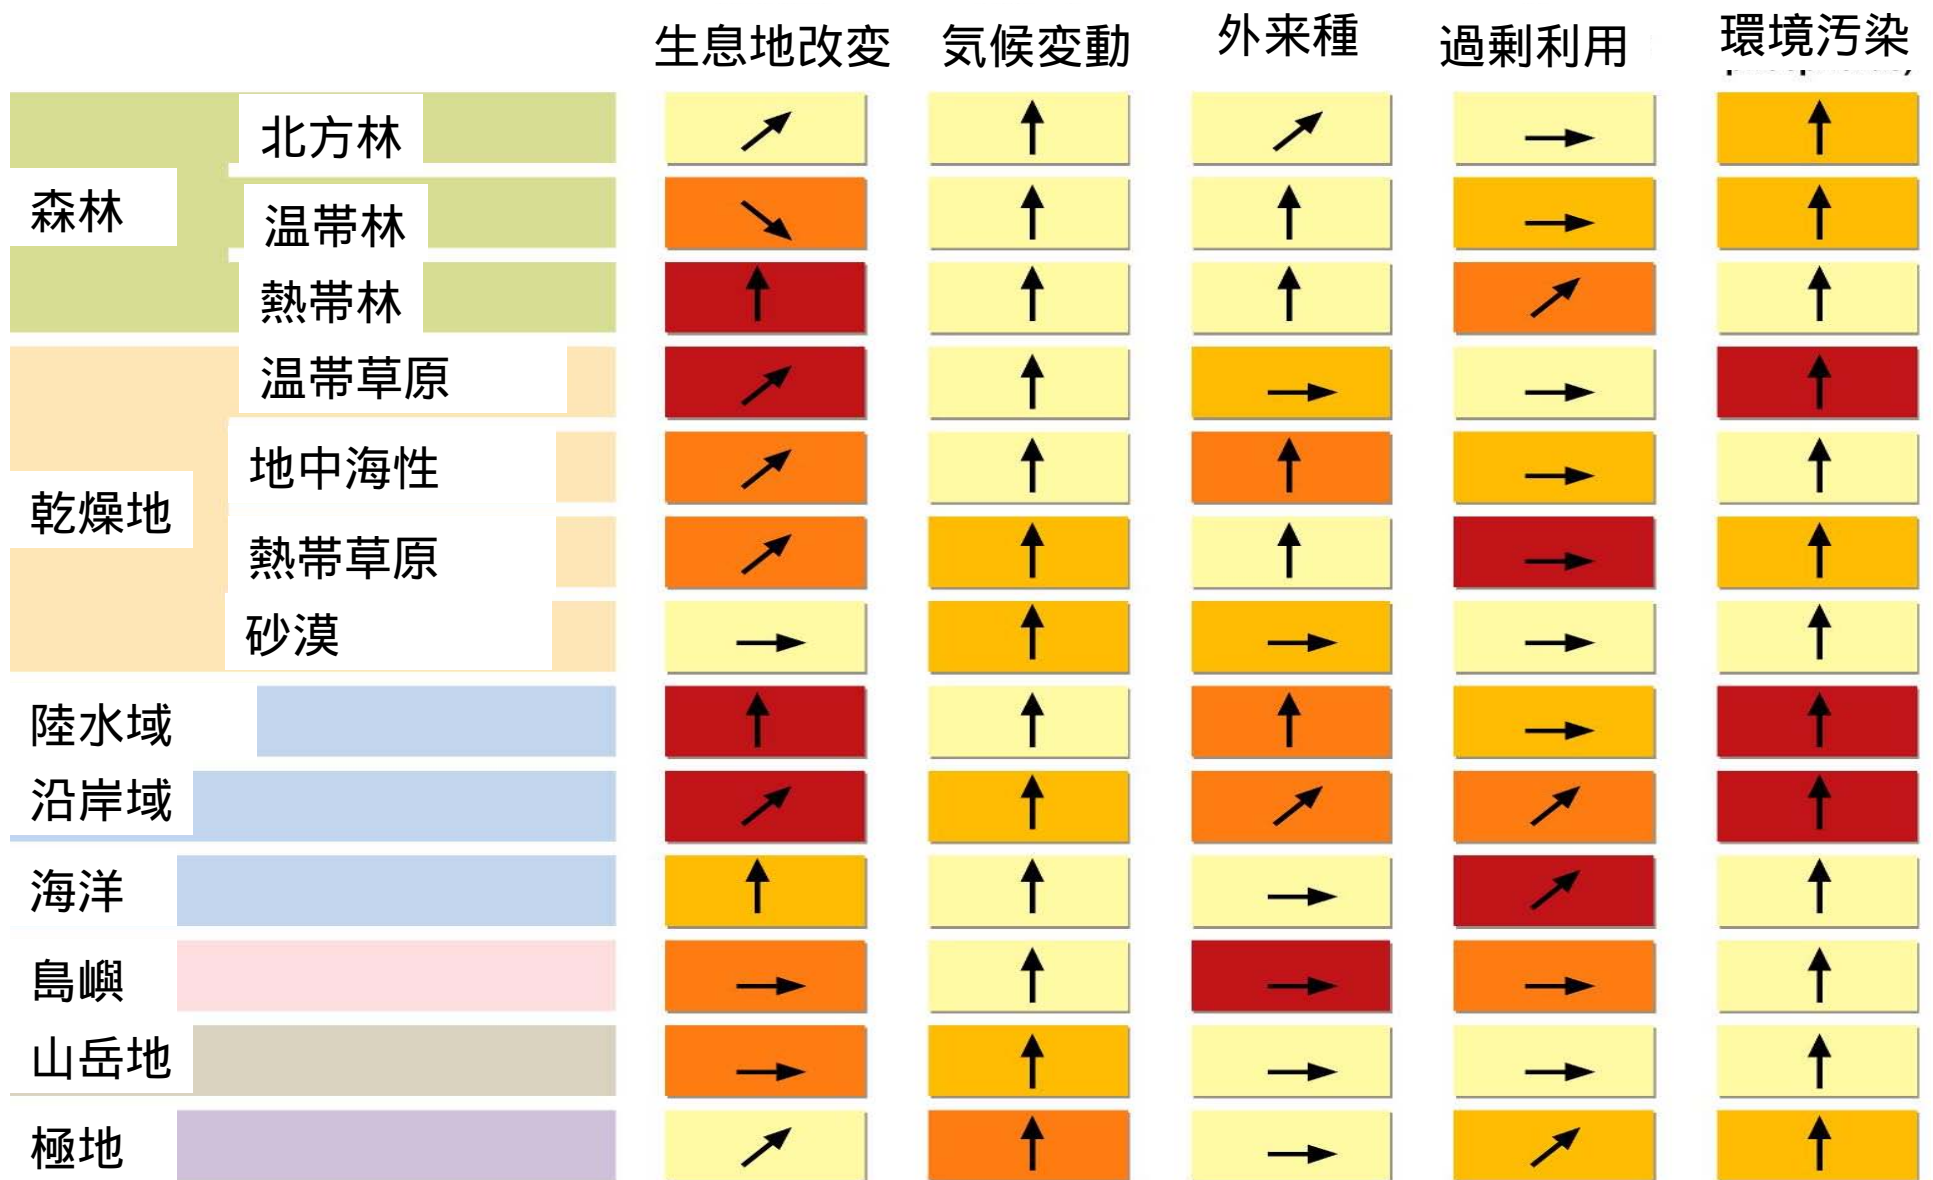 生息地改変 気候変動 外来種 過剰利用 環境汚染
森林
北方林
温帯林
熱帯林
乾燥地
温帯草原
地中海性
熱帯草原
砂漠
陸水域
沿岸域
海洋
島嶼
山岳地
極地